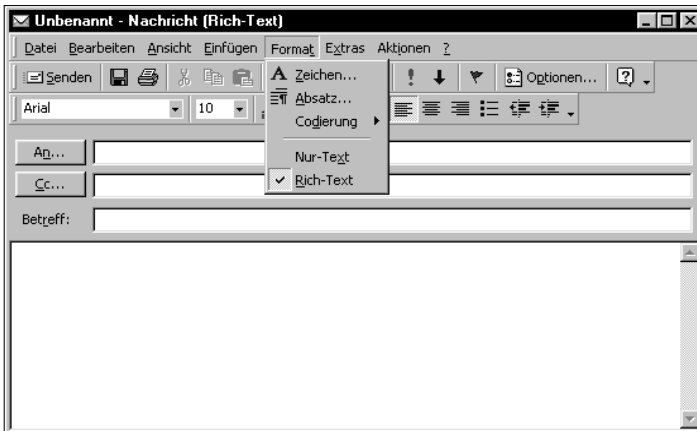 Unbenannt - Nachricht (Rich-Text)
Datei Bearbeiten Ansicht Einfügen Format Extras Aktionen ?
Senden Optionen...
Zeichen...
Arial 10
Absatz...
Codierung
An...
Nur-Text
Cc...
Rich-Text
Betreff: